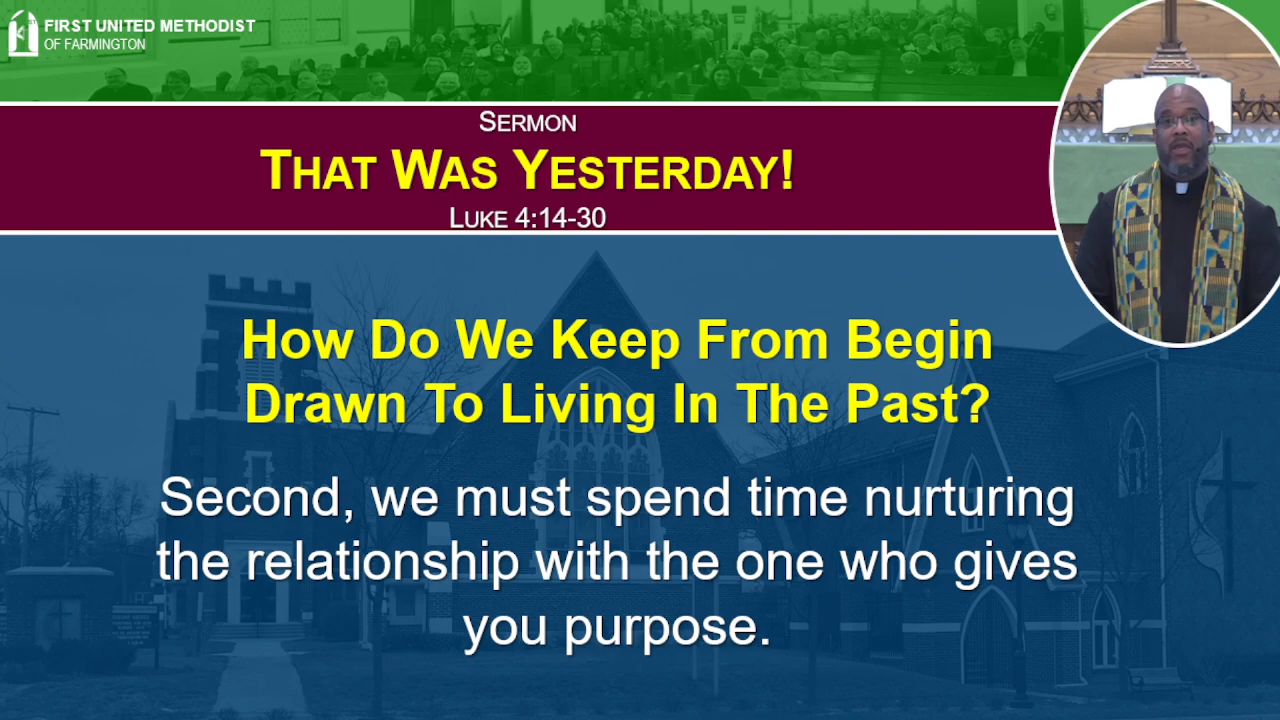 FIRST UNITED METHODIST
OF FARMINGTON
SERMON
THAT WAS YESTERDAY!
LUKE 4:14-30
How Do We Keep From Begin
Drawn To Living In The Past?
Second, we must spend time nurturing
the relationship with the one who gives
you purpose.